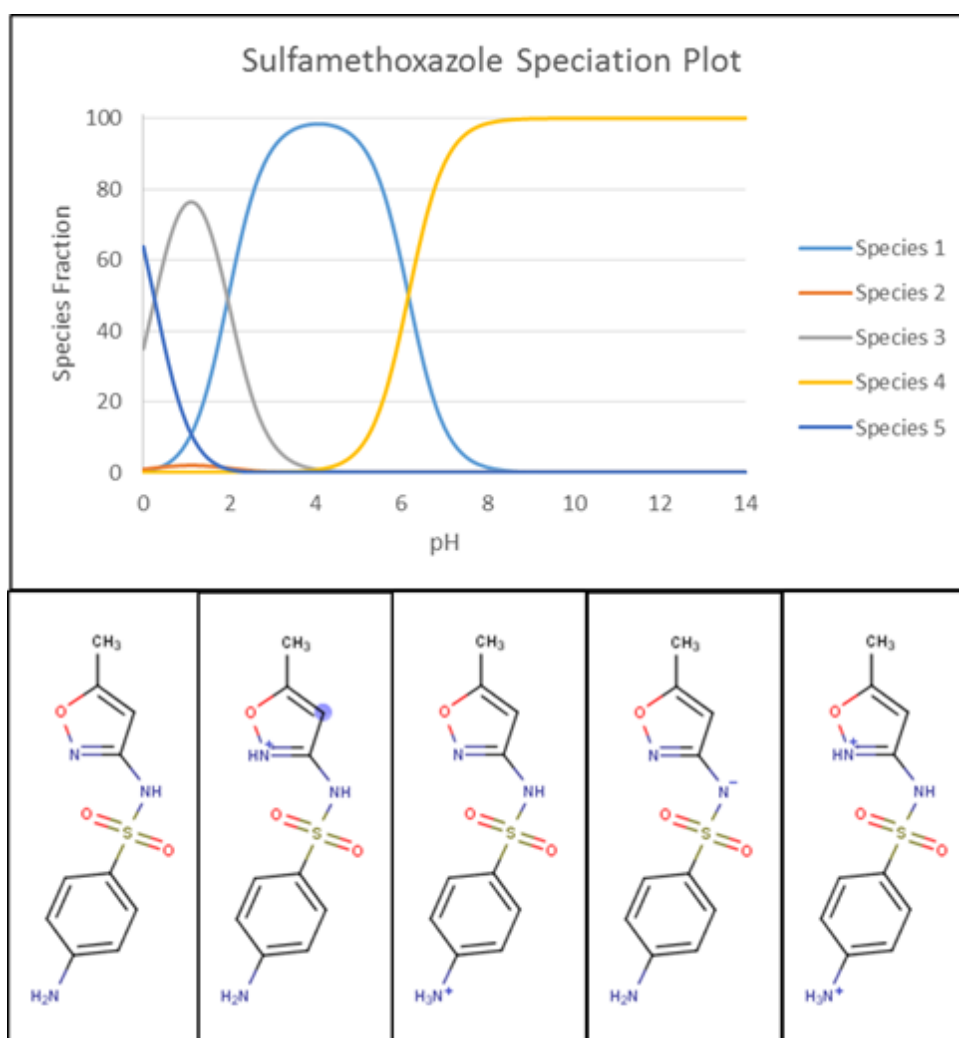 Sulfamethoxazole Speciation Plot
Species Fraction
100
80
60
40
20
0
0 2 4 6 8 10 12 14
pH
Species 1
Species 2
Species 3
Species 4
Species 5
CH₃ CH₃ CH₃ CH₃ CH₃
O O O O O
N HN⁺ N N HN⁺
NH NH NH N⁻ NH
O O O O O
S S S S S
O O O O O
H₂N H₂N H₃N⁺ H₂N H₃N⁺